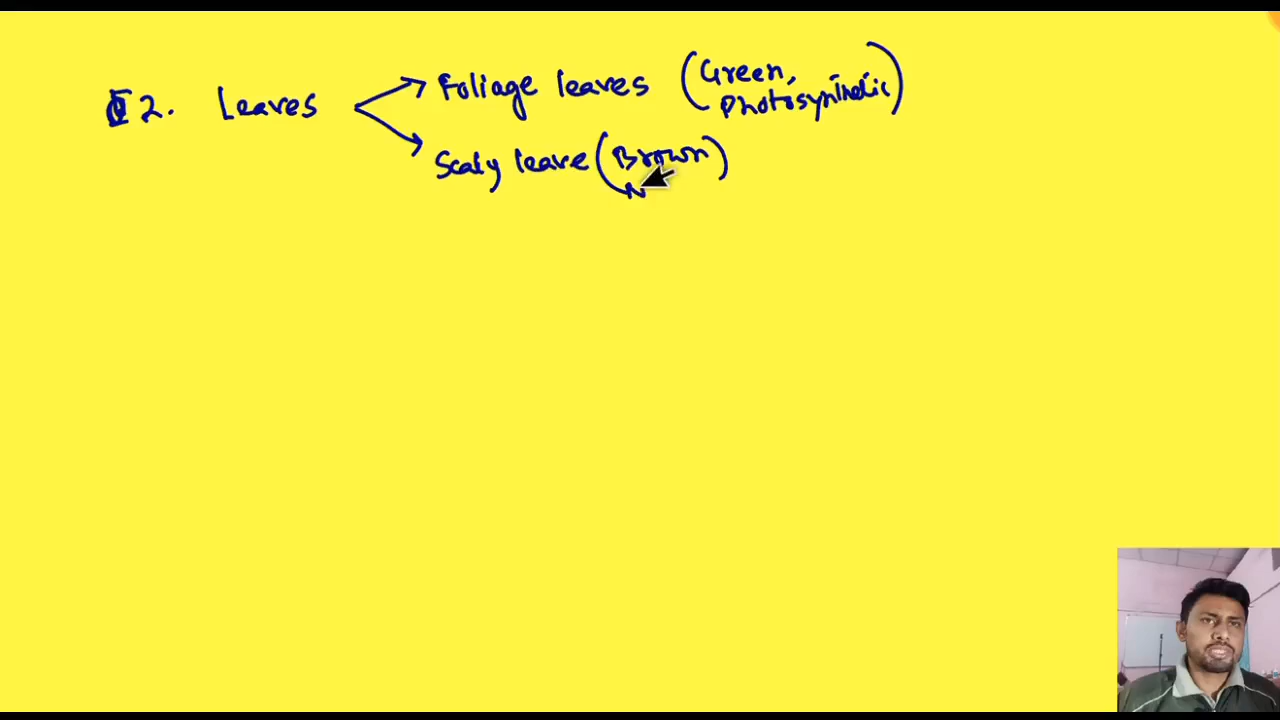 2. Leaves
Foliage leaves (Green,
Photosynthetic)
Scaly leave (Brown)
N